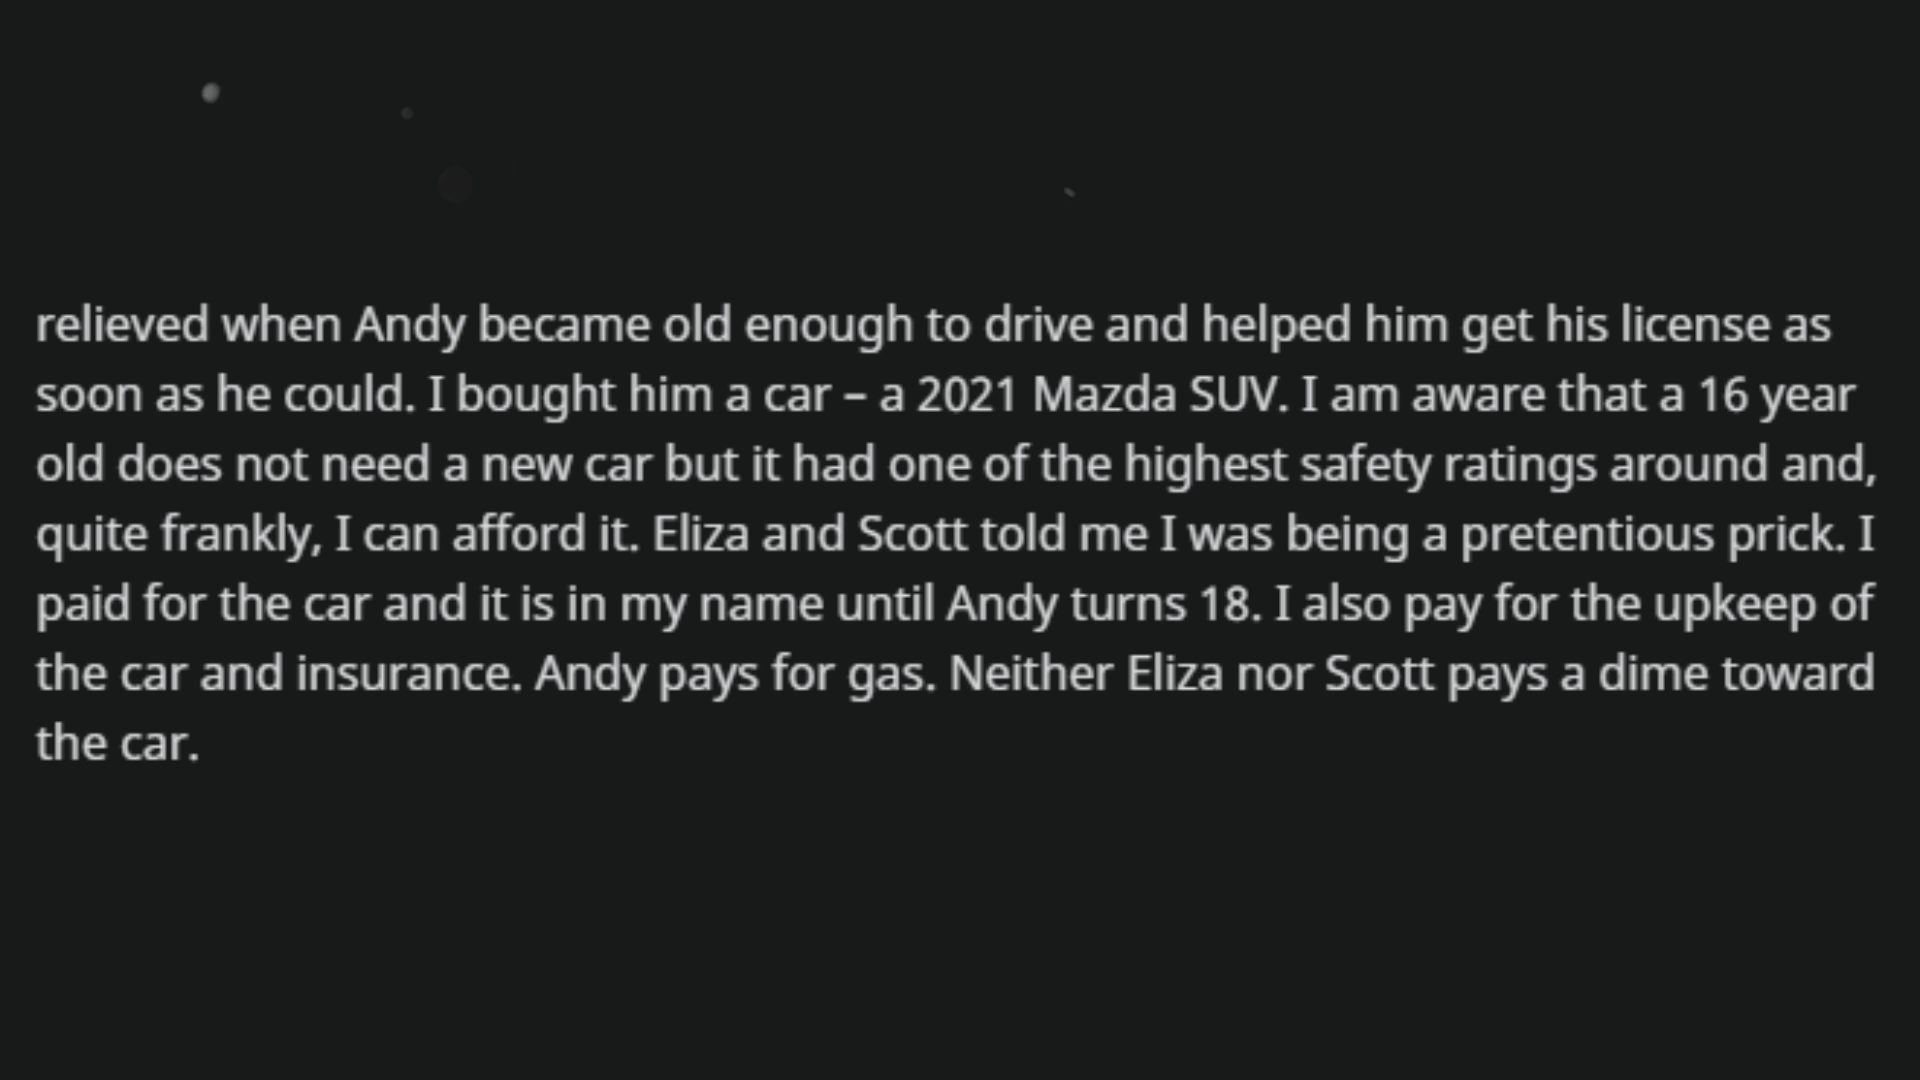 relieved when Andy became old enough to drive and helped him get his license as
soon as he could. I bought him a car – a 2021 Mazda SUV. I am aware that a 16 year
old does not need a new car but it had one of the highest safety ratings around and,
quite frankly, I can afford it. Eliza and Scott told me I was being a pretentious prick. I
paid for the car and it is in my name until Andy turns 18. I also pay for the upkeep of
the car and insurance. Andy pays for gas. Neither Eliza nor Scott pays a dime toward
the car.